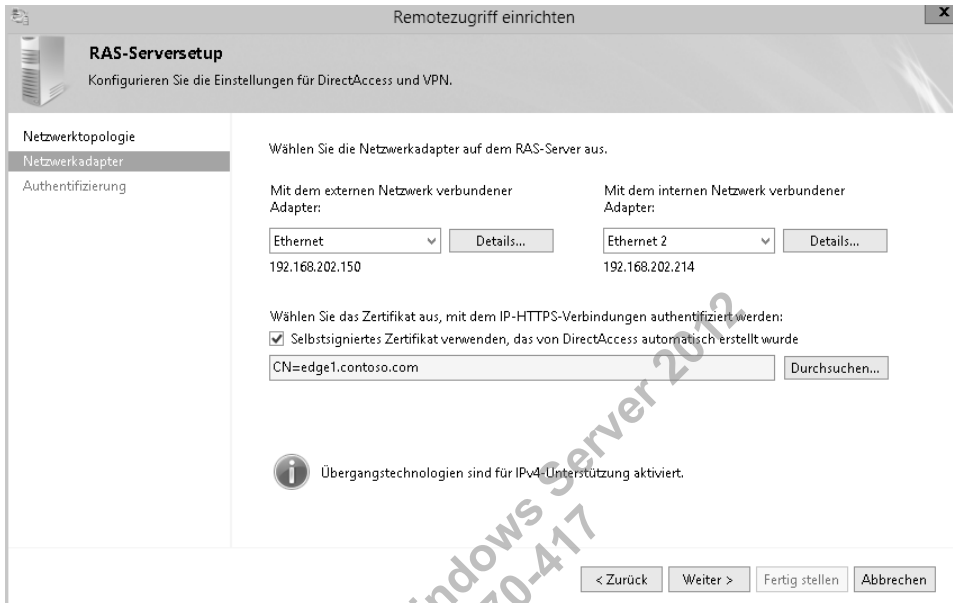 Remotezugriff einrichten
x
RAS-Serversetup
Konfigurieren Sie die Einstellungen für DirectAccess und VPN.
Netzwerktopologie
Netzwerkadapter
Authentifizierung
Wählen Sie die Netzwerkadapter auf dem RAS-Server aus.
Mit dem externen Netzwerk verbundener
Adapter:
Ethernet
Details...
192.168.202.150
Mit dem internen Netzwerk verbundener
Adapter:
Ethernet 2
Details...
192.168.202.214
Wählen Sie das Zertifikat aus, mit dem IP-HTTPS-Verbindungen authentifiziert werden:
Selbstsigniertes Zertifikat verwenden, das von DirectAccess automatisch erstellt wurde
CN=edge1.contoso.com
Durchsuchen...
Übergangstechnologien sind für IPv4-Unterstützung aktiviert.
< Zurück
Weiter >
Fertig stellen
Abbrechen
Server 2012
70-417